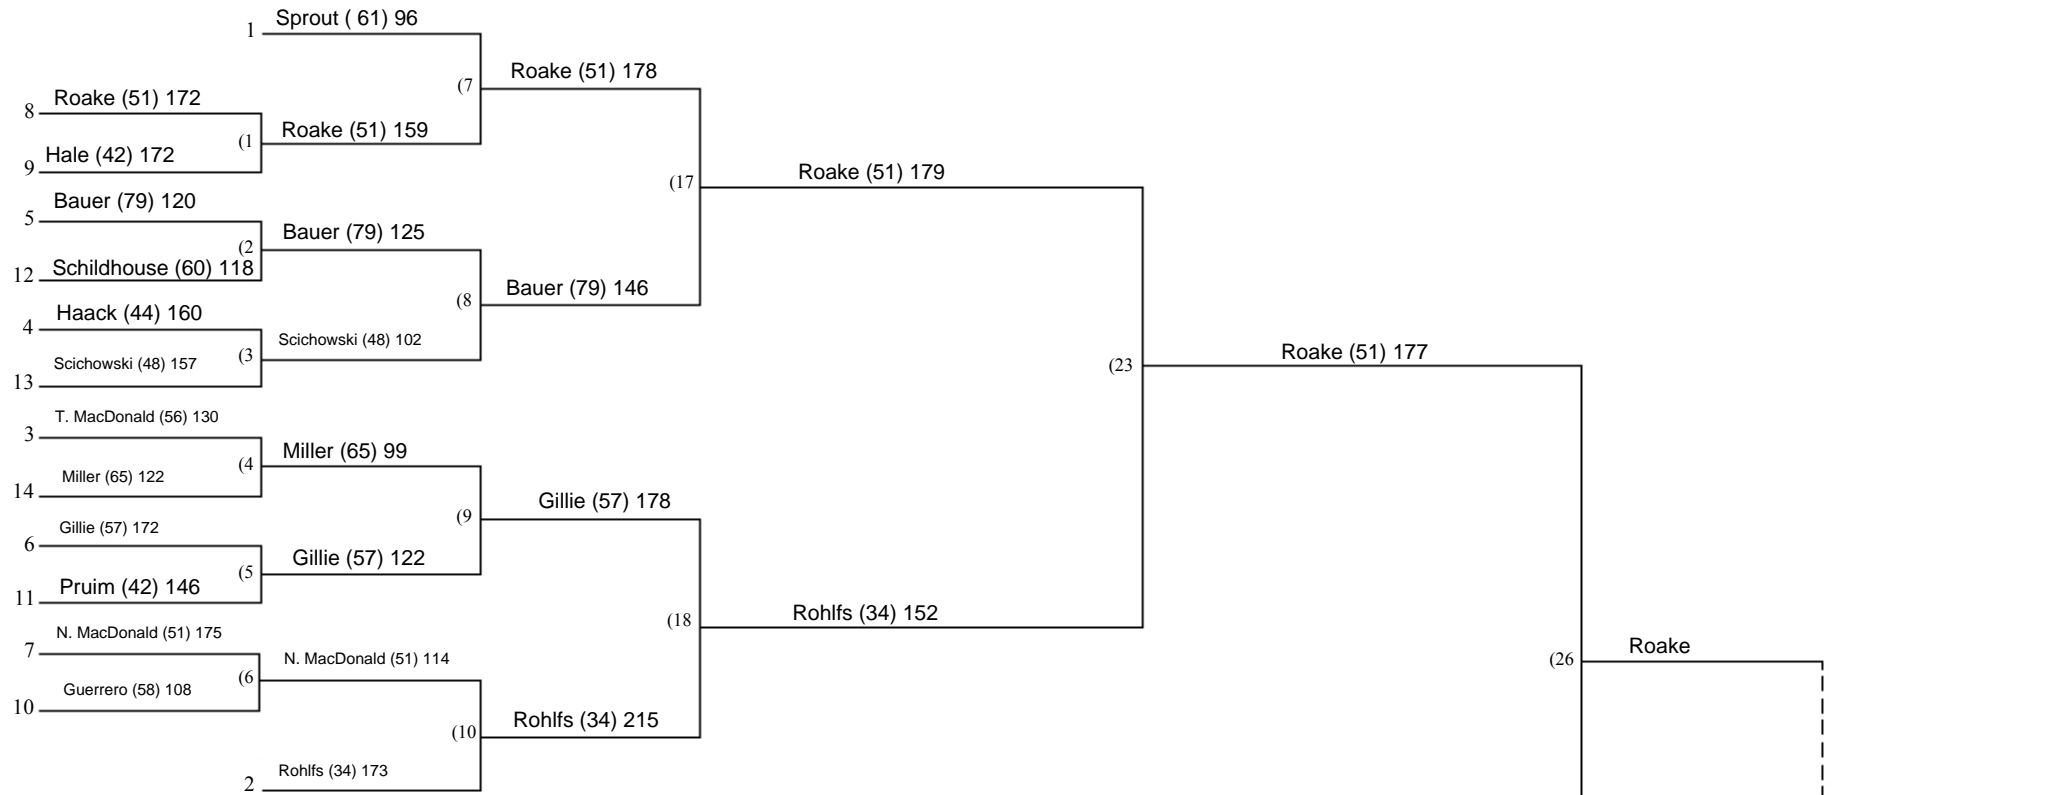 Sprout ( 61) 96
1
Roake (51) 178
(7
Roake (51) 172
8
Roake (51) 159
(1
Hale (42) 172
9
Roake (51) 179
(17
Bauer (79) 120
5
Bauer (79) 125
(2
Schildhouse (60) 118
12
Bauer (79) 146
(8
Haack (44) 160
4
Scichowski (48) 102
(3
Scichowski (48) 157
13
Roake (51) 177
(23
T. MacDonald (56) 130
3
Miller (65) 99
(4
Miller (65) 122
14
Gillie (57) 178
(9
Gillie (57) 172
6
Gillie (57) 122
(5
Pruim (42) 146
11
Rohlfs (34) 152
(18
N. MacDonald (51) 175
7
N. MacDonald (51) 114
(6
Guerrero (58) 108
10
Roake
(26
Rohlfs (34) 215
(10
Rohlfs (34) 173
2